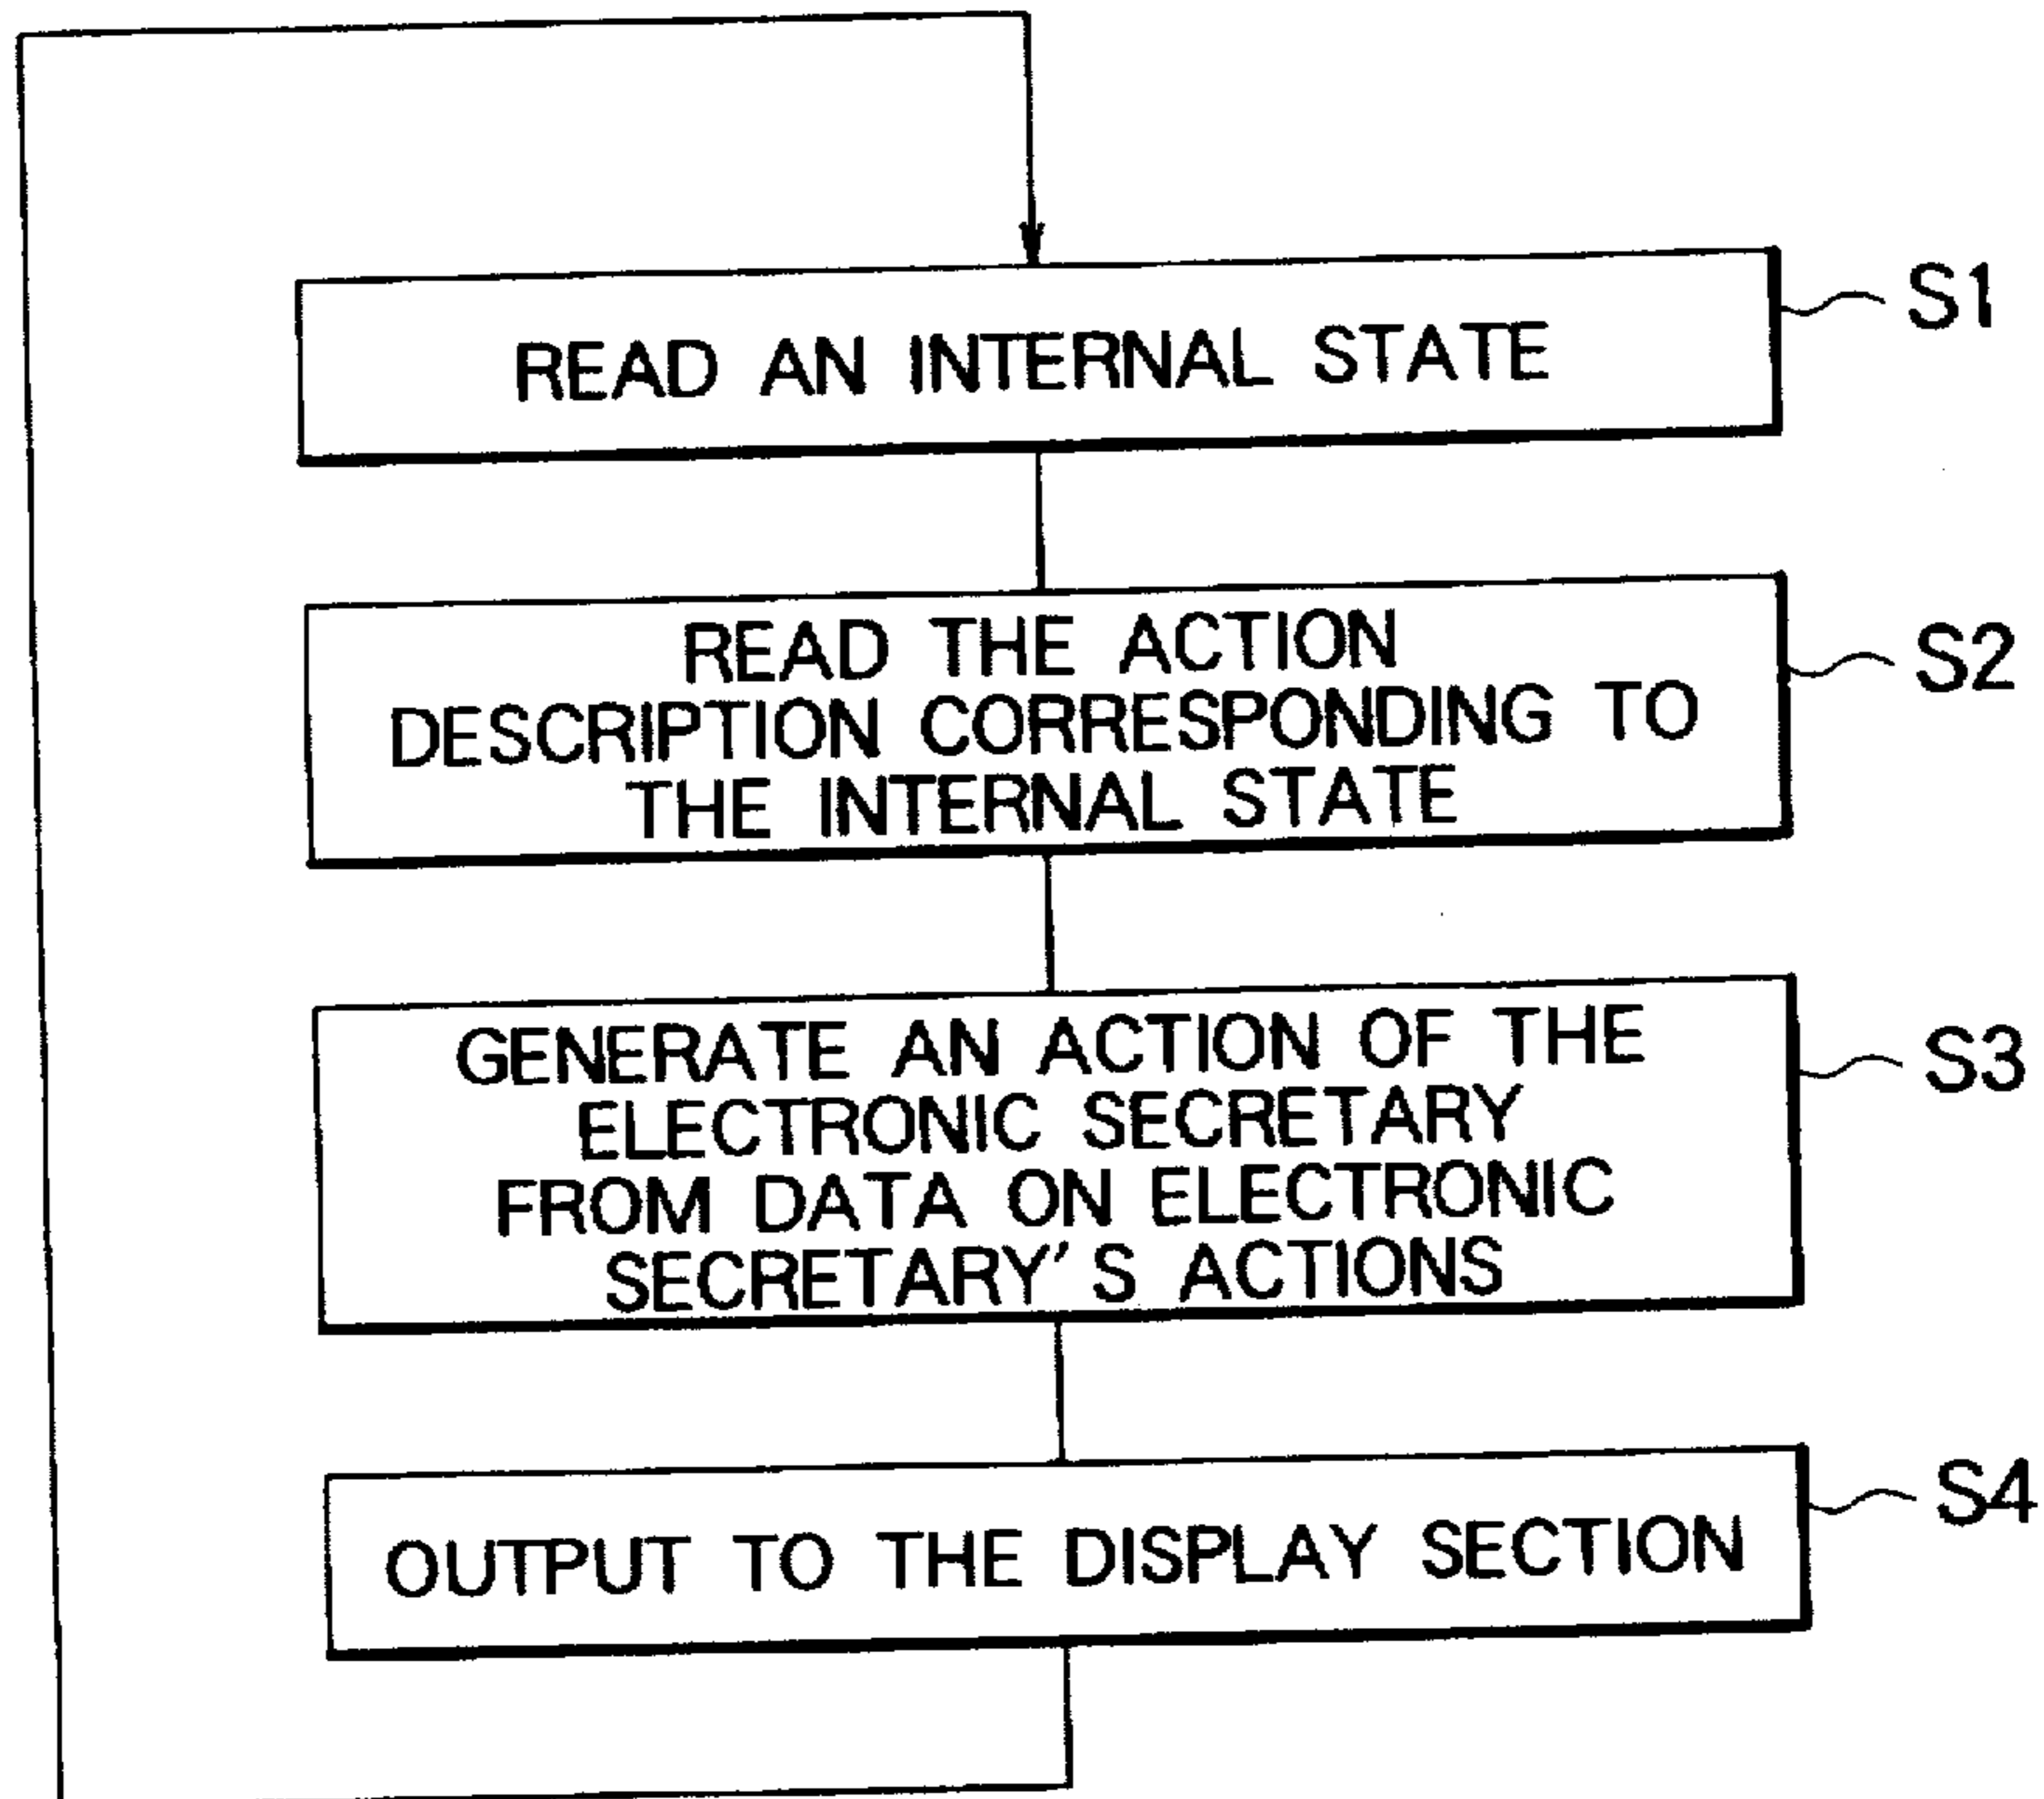 READ AN INTERNAL STATE
S1
READ THE ACTION
DESCRIPTION CORRESPONDING TO
THE INTERNAL STATE
S2
GENERATE AN ACTION OF THE
ELECTRONIC SECRETARY
FROM DATA ON ELECTRONIC
SECRETARY'S ACTIONS
S3
OUTPUT TO THE DISPLAY SECTION
S4